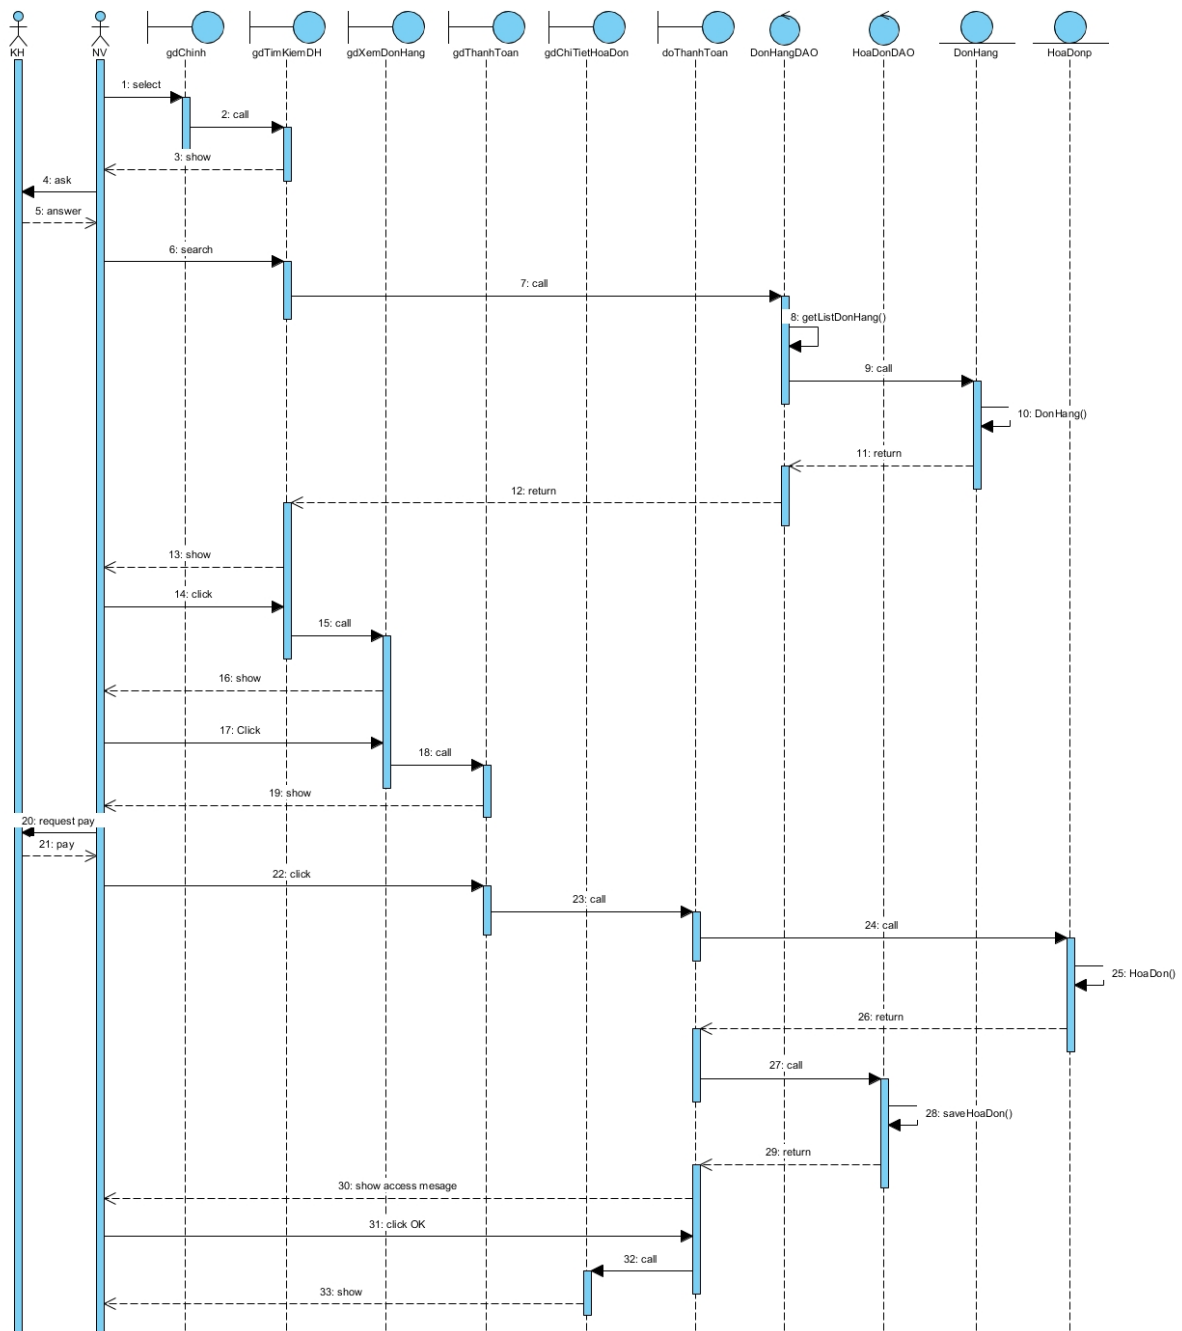 KH
NV
gdChinh
gdTimKiemDH
gdXemDonHang
gdThanhToan
gdChiTietHoaDon
doThanhToan
DonHangDAO
HoaDonDAO
DonHang
HoaDonp
1: select
2: call
3: show
4: ask
5: answer
6: search
7: call
8: getListDonHang()
9: call
10: DonHang()
11: return
12: return
13: show
14: click
15: call
16: show
17: Click
18: call
19: show
20: request pay
21: pay
22: click
23: call
24: call
25: HoaDon()
26: return
27: call
28: saveHoaDon()
29: return
30: show access mesage
31: click OK
32: call
33: show